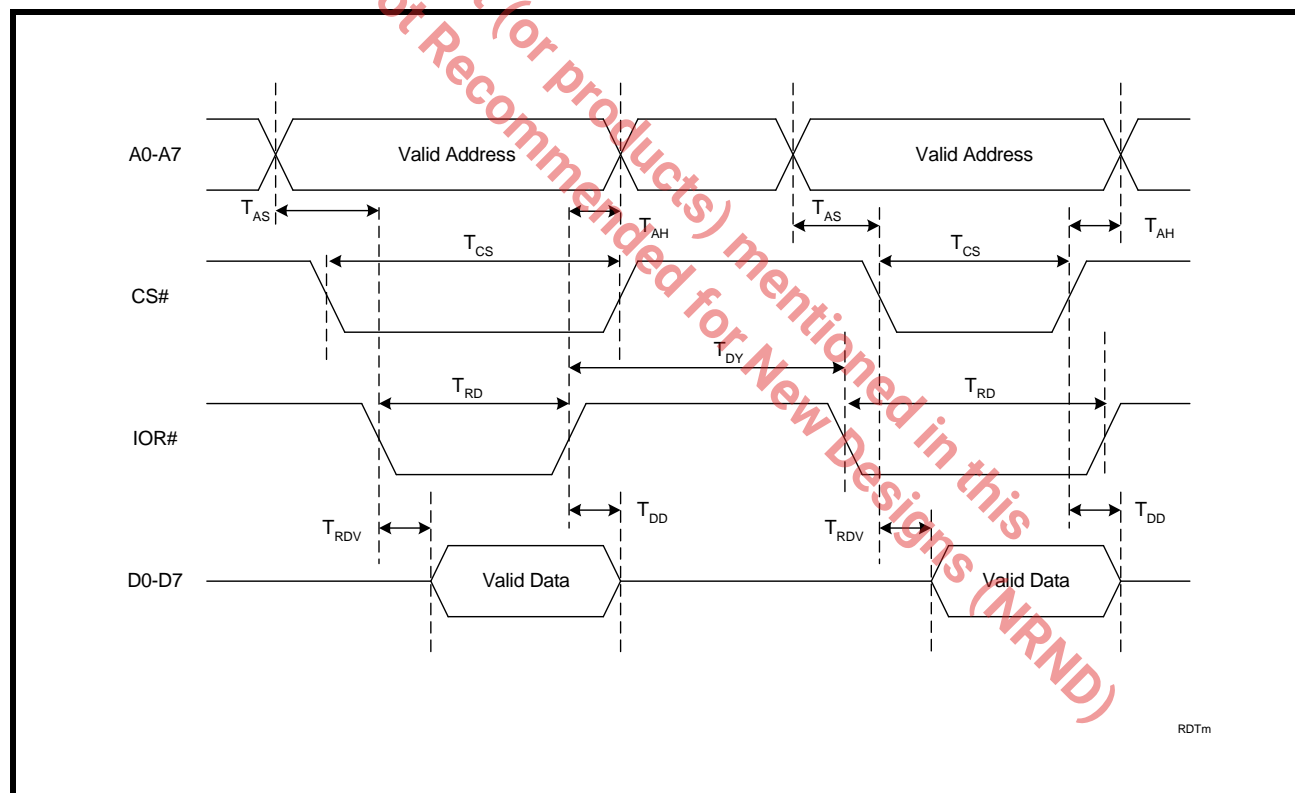 (or products) mentioned in this
ot Recommended for New Designs (NRND)
A0-A7
Valid Address
Valid Address
TAS
TAH
TAS
TAH
TCS
TCS
CS#
TDY
TRD
TRD
IOR#
TRDV
TDD
TRDV
TDD
D0-D7
Valid Data
Valid Data
RDTm